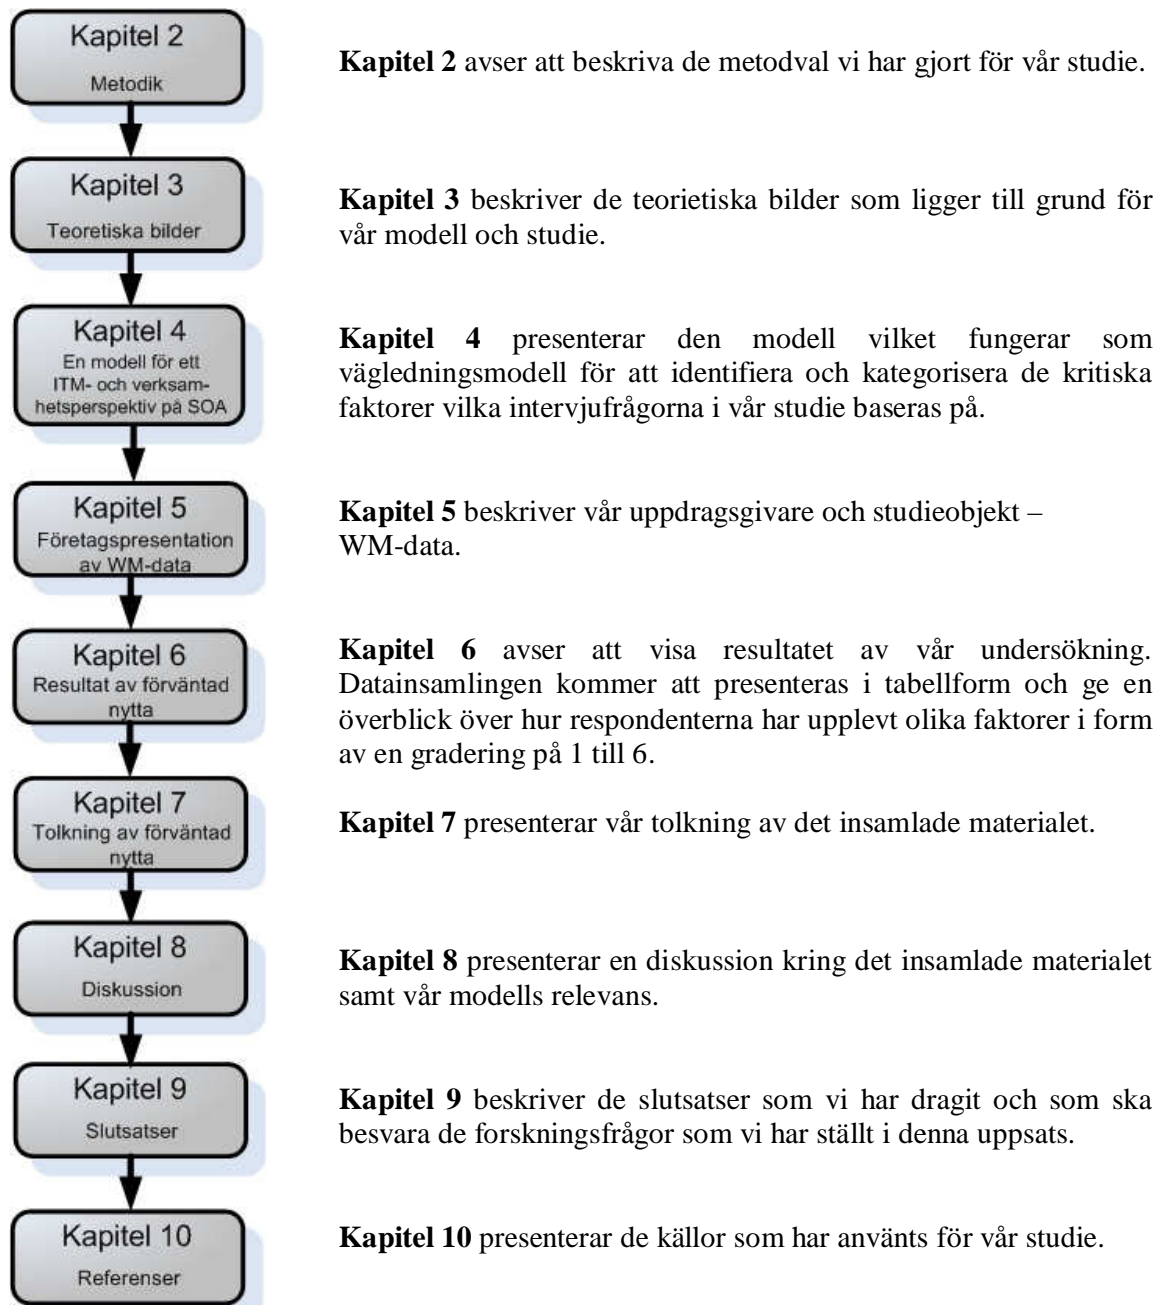 Kapitel 2
Metodik
Kapitel 2 avser att beskriva de metodval vi har gjort för vår studie.
Kapitel 3
Teoretiska bilder
Kapitel 3 beskriver de teorietiska bilder som ligger till grund för
vår modell och studie.
Kapitel 4
En modell för ett
ITM- och verksam-
hetsperspektiv på SOA
Kapitel 4 presenterar den modell vilket fungerar som
vägledningsmodell för att identifiera och kategorisera de kritiska
faktorer vilka intervjufrågorna i vår studie baseras på.
Kapitel 5
Företagspresentation
av WM-data
Kapitel 5 beskriver vår uppdragsgivare och studieobjekt –
WM-data.
Kapitel 6
Resultat av förväntad
nytta
Kapitel 6 avser att visa resultatet av vår undersökning.
Datainsamlingen kommer att presenteras i tabellform och ge en
överblick över hur respondenterna har upplevt olika faktorer i form
av en gradering på 1 till 6.
Kapitel 7
Tolkning av förväntad
nytta
Kapitel 7 presenterar vår tolkning av det insamlade materialet.
Kapitel 8
Diskussion
Kapitel 8 presenterar en diskussion kring det insamlade materialet
samt vår modells relevans.
Kapitel 9
Slutsatser
Kapitel 9 beskriver de slutsatser som vi har dragit och som ska
besvara de forskningsfrågor som vi har ställt i denna uppsats.
Kapitel 10
Referenser
Kapitel 10 presenterar de källor som har använts för vår studie.